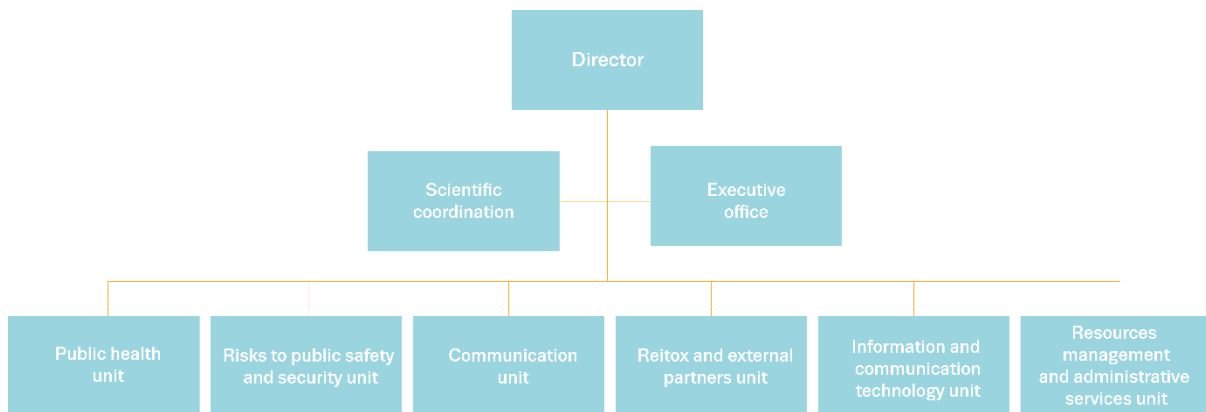 Director
Scientific
coordination
Executive
office
Public health
unit
Risks to public safety
and security unit
Communication
unit
Reitox and external
partners unit
Information and
communication
technology unit
Resources
management
and administrative
services unit